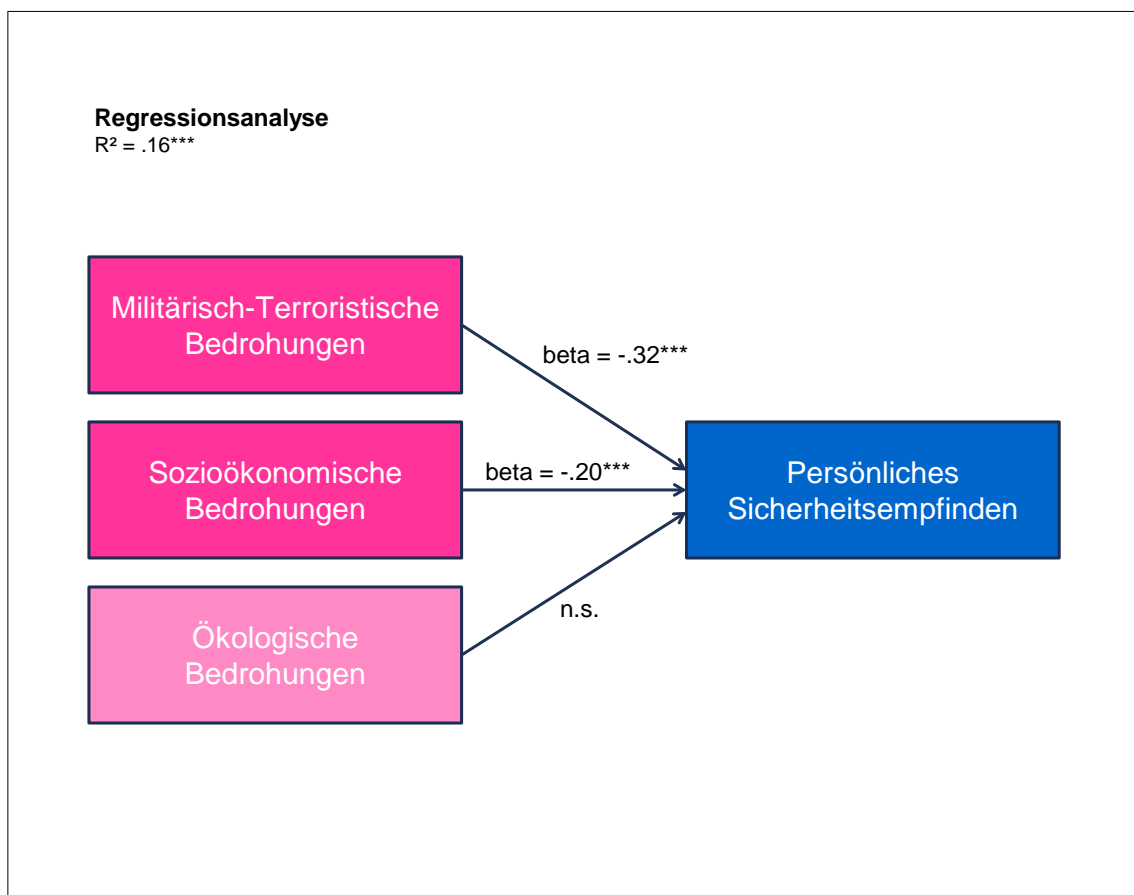 Regressionsanalyse
R² = .16***
Militärisch-Terroristische
Bedrohungen
beta = -.32***
Sozioökonomische
Bedrohungen
beta = -.20***
Persönliches
Sicherheitsempfinden
Ökologische
Bedrohungen
n.s.